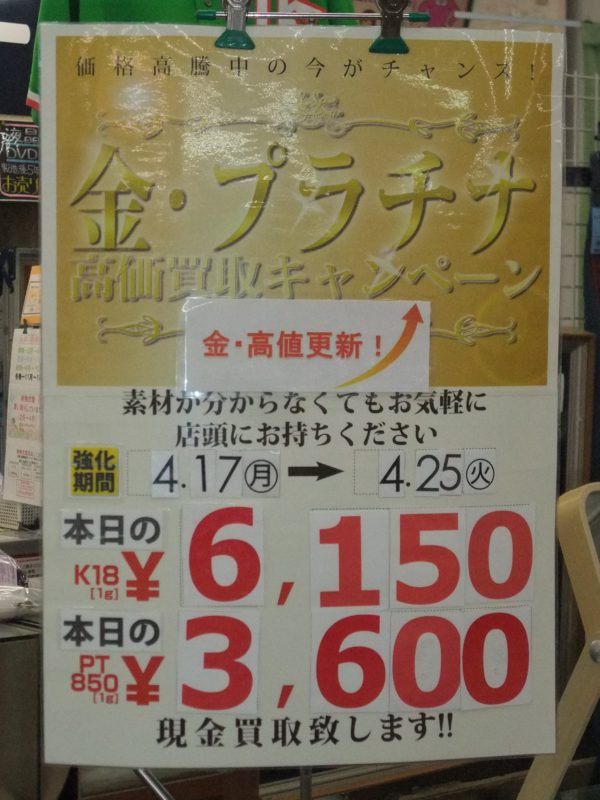 価格高騰中の今がチャンス!
金・プラチナ
高価買取キャンペーン
金・高値更新!
素材が分からなくてもお気軽に
店頭にお持ちください
強化期間 4.17㊊ → 4.25㊋
本日の
K18 [1g] ¥ 6,150
本日の
PT850 [1g] ¥ 3,600
現金買取致します!!
DVD